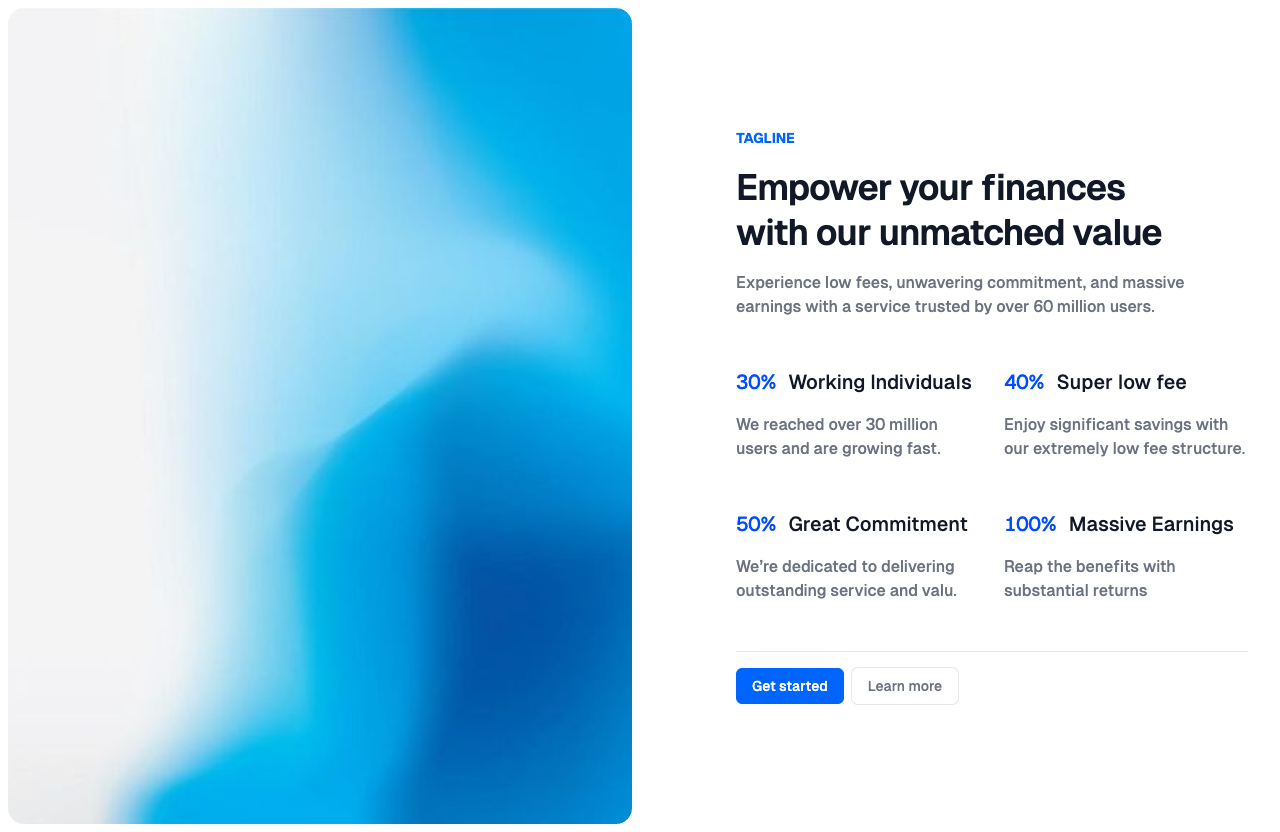 TAGLINE
Empower your finances
with our unmatched value
Experience low fees, unwavering commitment, and massive
earnings with a service trusted by over 60 million users.
30% Working Individuals
We reached over 30 million
users and are growing fast.
40% Super low fee
Enjoy significant savings with
our extremely low fee structure.
50% Great Commitment
We’re dedicated to delivering
outstanding service and valu.
100% Massive Earnings
Reap the benefits with
substantial returns
Get started
Learn more